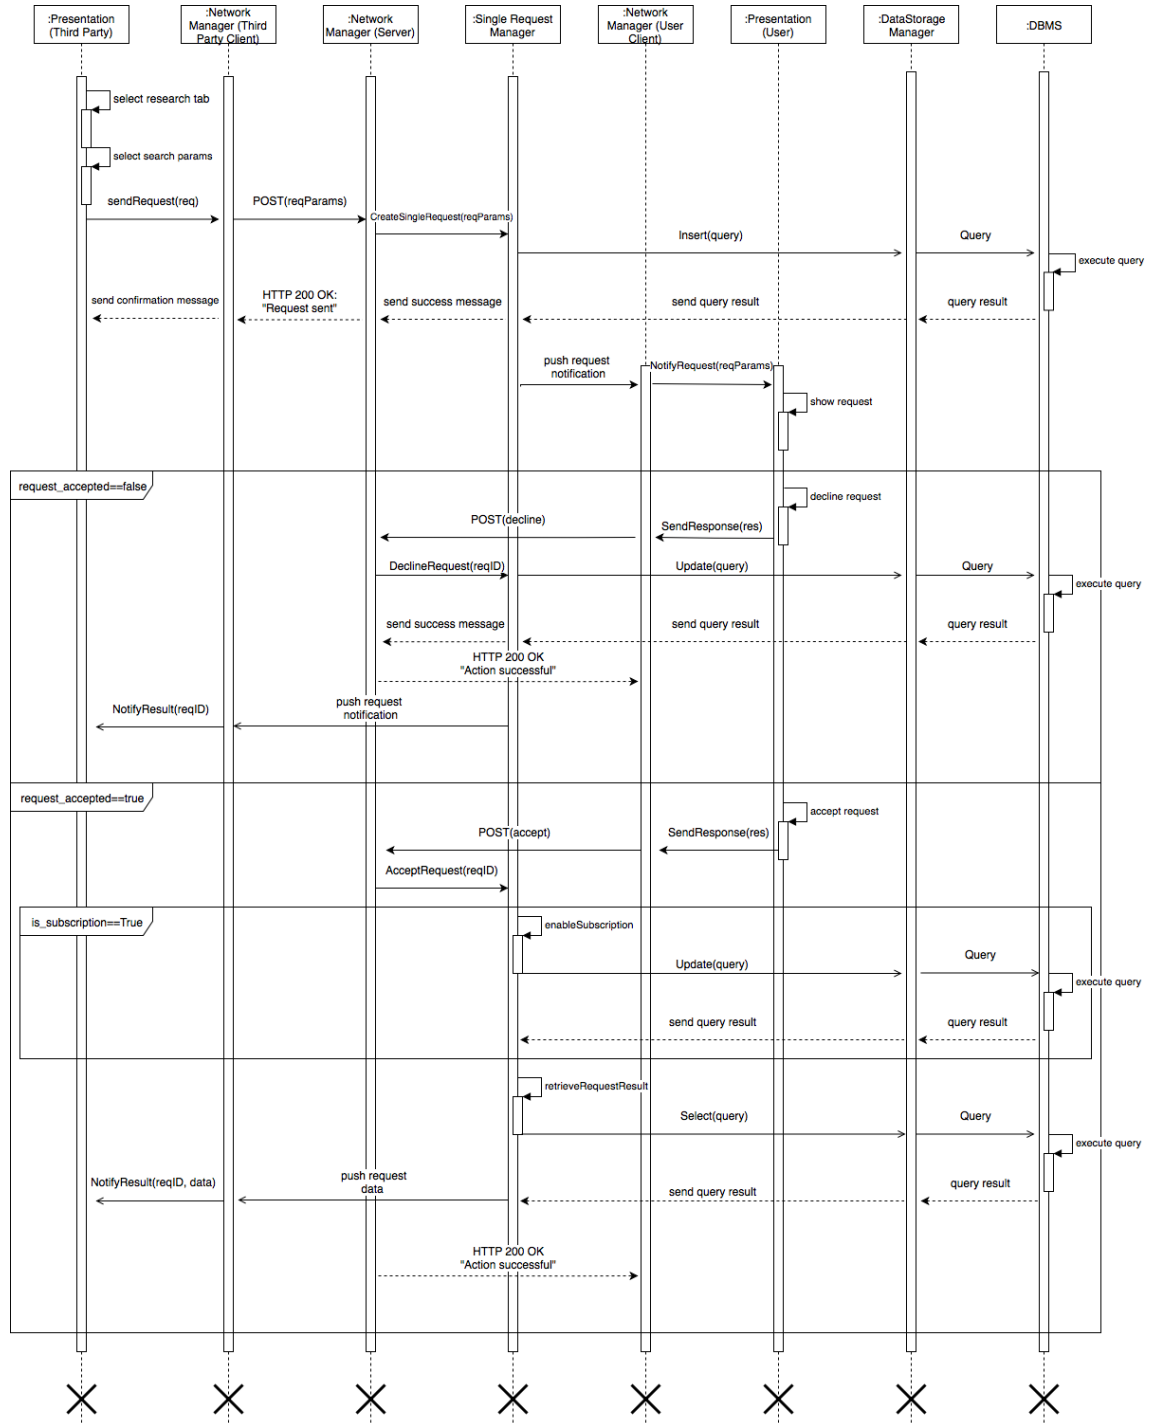 :Presentation
(Third Party)
:Network
Manager (Third
Party Client)
:Network
Manager (Server)
:Single Request
Manager
:Network
Manager (User
Client)
:Presentation
(User)
:DataStorage
Manager
:DBMS
select research tab
select search params
sendRequest(req)
POST(reqParams)
CreateSingleRequest(reqParams)
Insert(query)
Query
execute query
send confirmation message
HTTP 200 OK:
"Request sent"
send success message
send query result
query result
push request
notification
NotifyRequest(reqParams)
show request
request_accepted==false
decline request
POST(decline)
SendResponse(res)
DeclineRequest(reqID)
Update(query)
Query
execute query
send success message
send query result
query result
HTTP 200 OK
"Action successful"
NotifyResult(reqID)
push request
notification
request_accepted==true
accept request
POST(accept)
SendResponse(res)
AcceptRequest(reqID)
is_subscription==True
enableSubscription
Update(query)
Query
execute query
send query result
query result
retrieveRequestResult
Select(query)
Query
execute query
NotifyResult(reqID, data)
push request
data
send query result
query result
HTTP 200 OK
"Action successful"